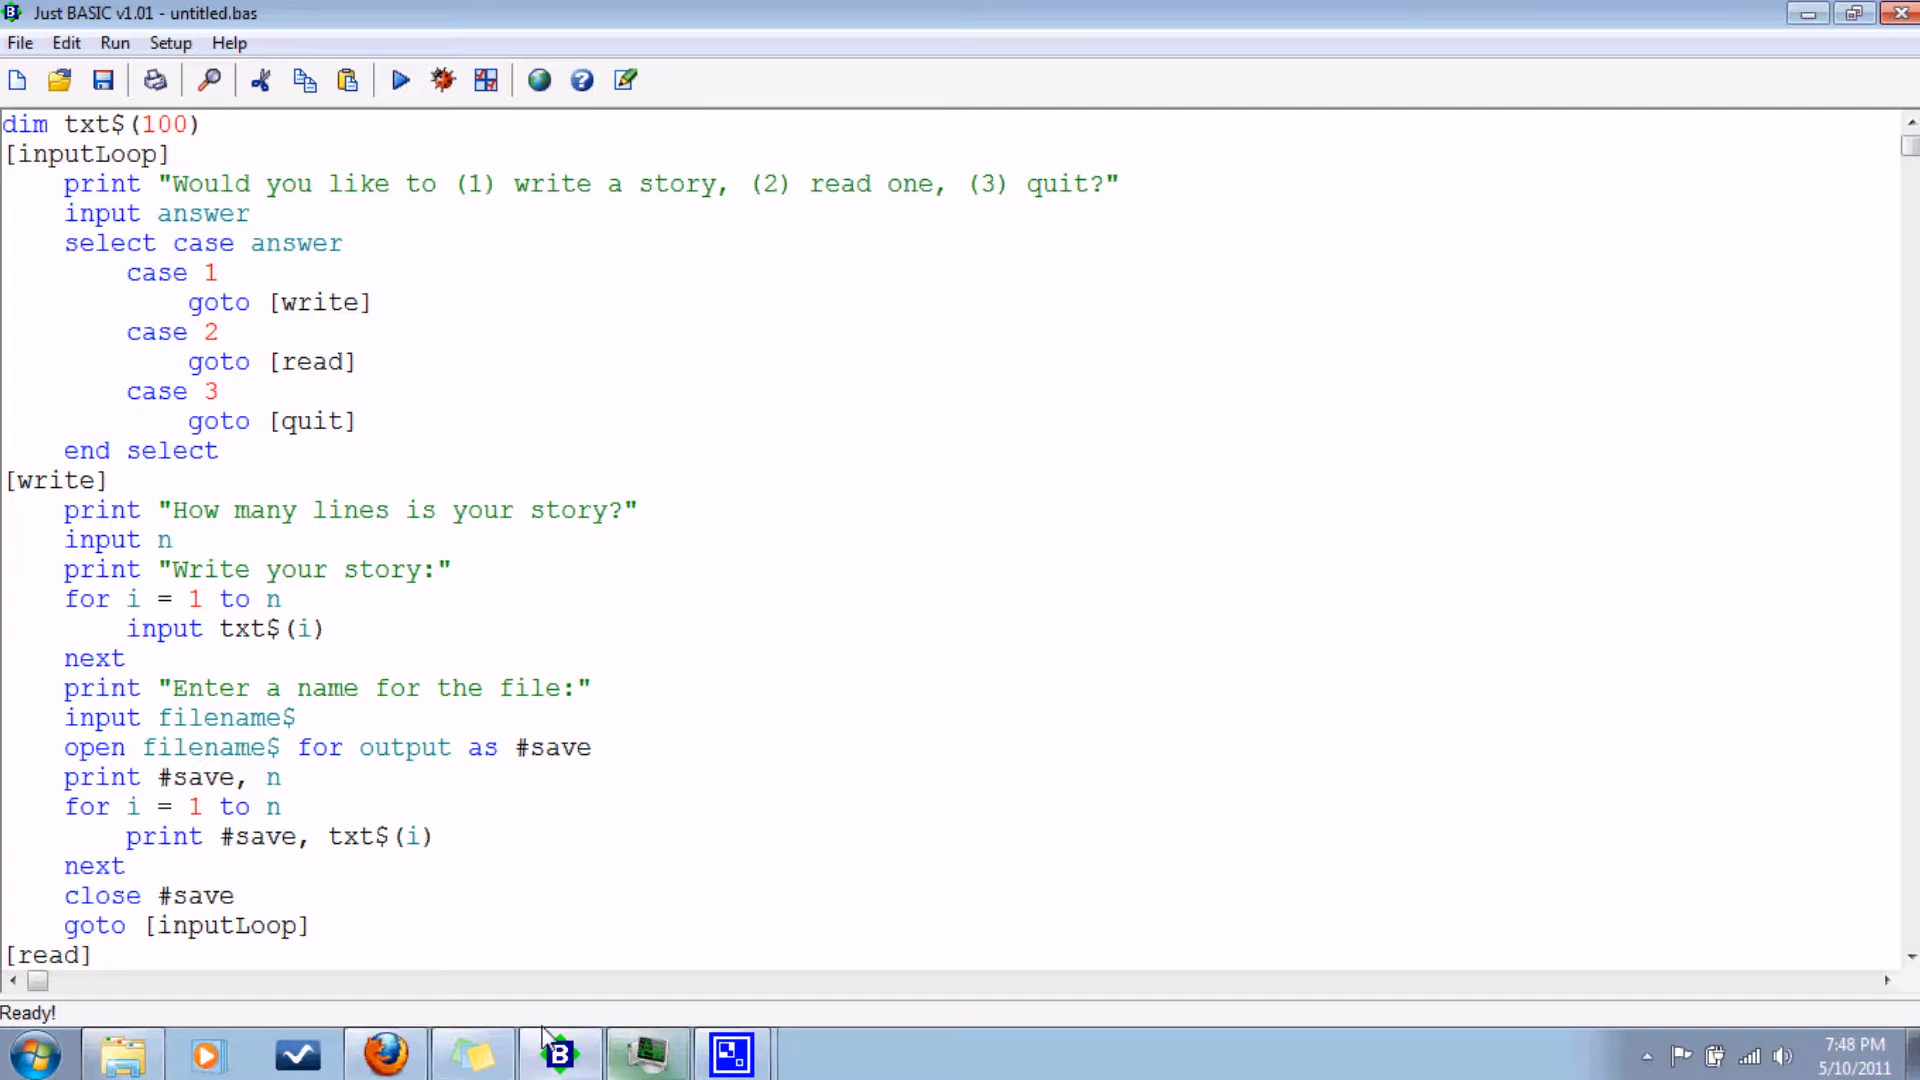 Just BASIC v1.01 - untitled.bas
File Edit Run Setup Help
dim txt$(100)
[inputLoop]
    print "Would you like to (1) write a story, (2) read one, (3) quit?"
    input answer
    select case answer
        case 1
            goto [write]
        case 2
            goto [read]
        case 3
            goto [quit]
    end select
[write]
    print "How many lines is your story?"
    input n
    print "Write your story:"
    for i = 1 to n
        input txt$(i)
    next
    print "Enter a name for the file:"
    input filename$
    open filename$ for output as #save
    print #save, n
    for i = 1 to n
        print #save, txt$(i)
    next
    close #save
    goto [inputLoop]
[read]
Ready!
B
7:48 PM
5/10/2011